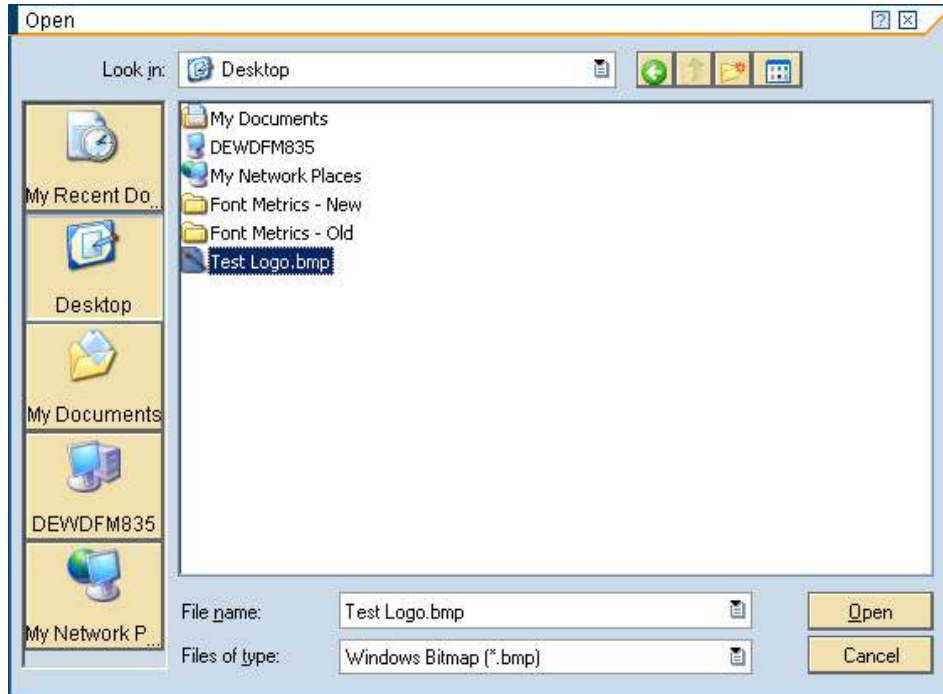 Open
Look in:
Desktop
My Recent Do...
Desktop
My Documents
DEWDFM835
My Network P...
My Documents
DEWDFM835
My Network Places
Font Metrics - New
Font Metrics - Old
Test Logo.bmp
File name:
Test Logo.bmp
Open
Files of type:
Windows Bitmap (*.bmp)
Cancel